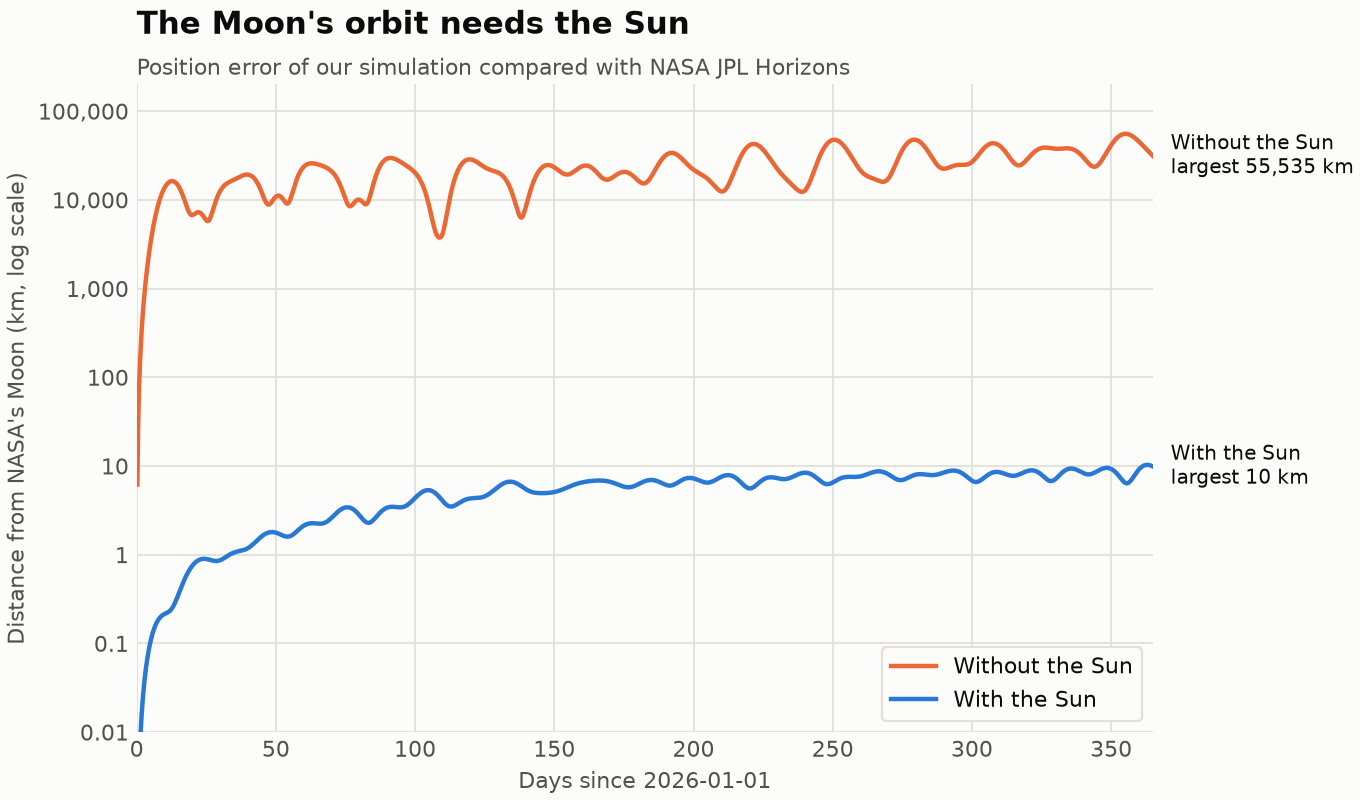 The Moon's orbit needs the Sun
Position error of our simulation compared with NASA JPL Horizons
Distance from NASA's Moon (km, log scale)
100,000
10,000
1,000
100
10
1
0.1
0.01
Without the Sun
largest 55,535 km
With the Sun
largest 10 km
Without the Sun
With the Sun
0 50 100 150 200 250 300 350
Days since 2026-01-01